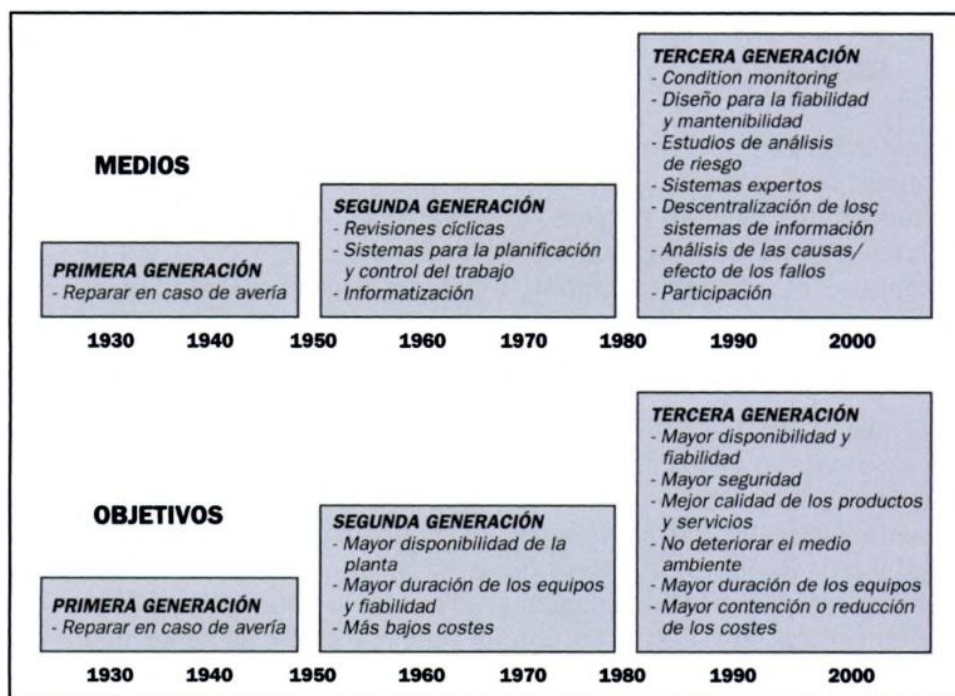 MEDIOS
PRIMERA GENERACIÓN
- Reparar en caso de avería
SEGUNDA GENERACIÓN
- Revisiones cíclicas
- Sistemas para la planificación
y control del trabajo
- Informatización
TERCERA GENERACIÓN
- Condition monitoring
- Diseño para la fiabilidad
y mantenibilidad
- Estudios de análisis
de riesgo
- Sistemas expertos
- Descentralización de losç
sistemas de información
- Análisis de las causas/
efecto de los fallos
- Participación
1930 1940 1950 1960 1970 1980 1990 2000
OBJETIVOS
PRIMERA GENERACIÓN
- Reparar en caso de avería
SEGUNDA GENERACIÓN
- Mayor disponibilidad de la
planta
- Mayor duración de los equipos
y fiabilidad
- Más bajos costes
TERCERA GENERACIÓN
- Mayor disponibilidad y
fiabilidad
- Mayor seguridad
- Mejor calidad de los productos
y servicios
- No deteriorar el medio
ambiente
- Mayor duración de los equipos
- Mayor contención o reducción
de los costes
1930 1940 1950 1960 1970 1980 1990 2000